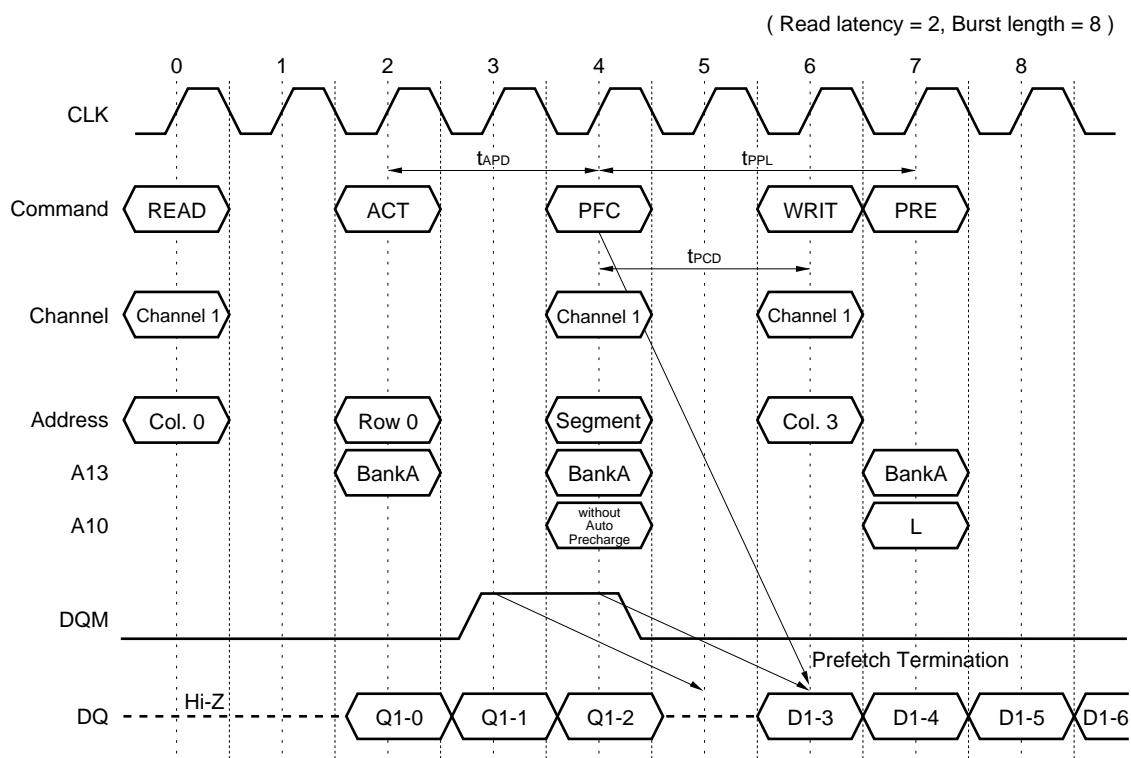 ( Read latency = 2, Burst length = 8 )
0 1 2 3 4 5 6 7 8
CLK
tAPD tPPL
Command READ ACT PFC WRIT PRE
tPCD
Channel Channel 1 Channel 1 Channel 1
Address Col. 0 Row 0 Segment Col. 3
A13 BankA BankA BankA
A10 without Auto Precharge L
DQM
Prefetch Termination
Hi-Z
DQ Q1-0 Q1-1 Q1-2 D1-3 D1-4 D1-5 D1-6